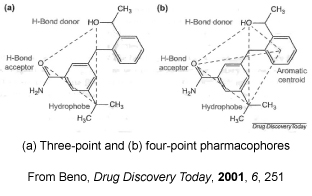 (a)
CH₃
H-Bond donor
HO
H-Bond
acceptor
O
H₂N
CH₃
Hydrophobe
H₃C
(b)
CH₃
H-Bond donor
HO
H-Bond
acceptor
O
Aromatic
centroid
H₂N
CH₃
Hydrophobe
H₃C
Drug Discovery Today
(a) Three-point and (b) four-point pharmacophores
From Beno, Drug Discovery Today, 2001, 6, 251